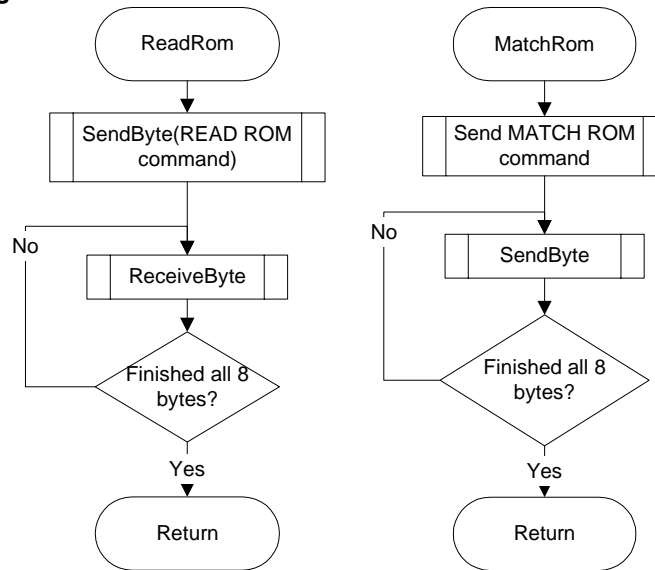 ReadRom
SendByte(READ ROM
command)
No
ReceiveByte
Finished all 8
bytes?
Yes
Return
MatchRom
Send MATCH ROM
command
No
SendByte
Finished all 8
bytes?
Yes
Return